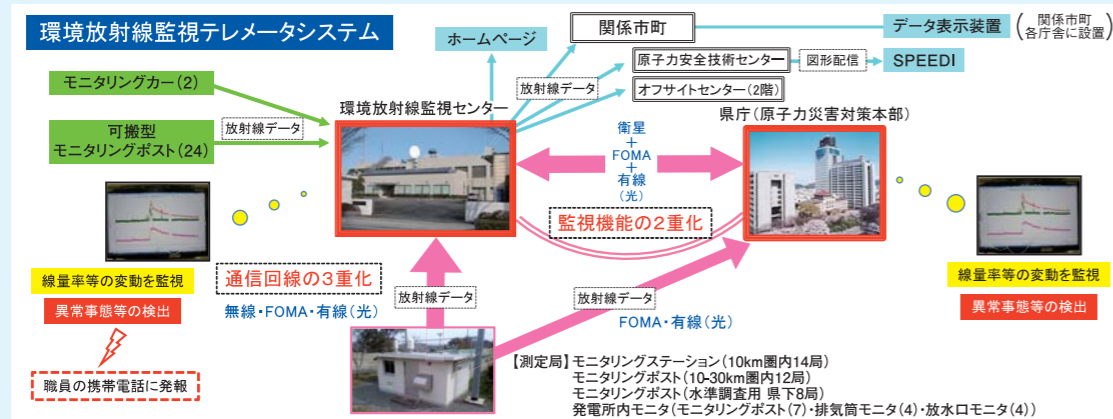 環境放射線監視テレメータシステム
ホームページ
関係市町
データ表示装置
(関係市町
各庁舎に設置)
原子力安全技術センター
図形配信
SPEEDI
放射線データ
オフサイトセンター(2階)
モニタリングカー(2)
可搬型
モニタリングポスト(24)
放射線データ
環境放射線監視センター
県庁(原子力災害対策本部)
衛星
+
FOMA
+
有線
(光)
監視機能の2重化
通信回線の3重化
無線・FOMA・有線(光)
放射線データ
放射線データ
FOMA・有線(光)
線量率等の変動を監視
異常事態等の検出
職員の携帯電話に発報
線量率等の変動を監視
異常事態等の検出
【測定局】モニタリングステーション(10km圏内14局)
モニタリングポスト(10-30km圏内12局)
モニタリングポスト(水準調査用 県下8局)
発電所内モニタ(モニタリングポスト(7)・排気筒モニタ(4)・放水口モニタ(4))